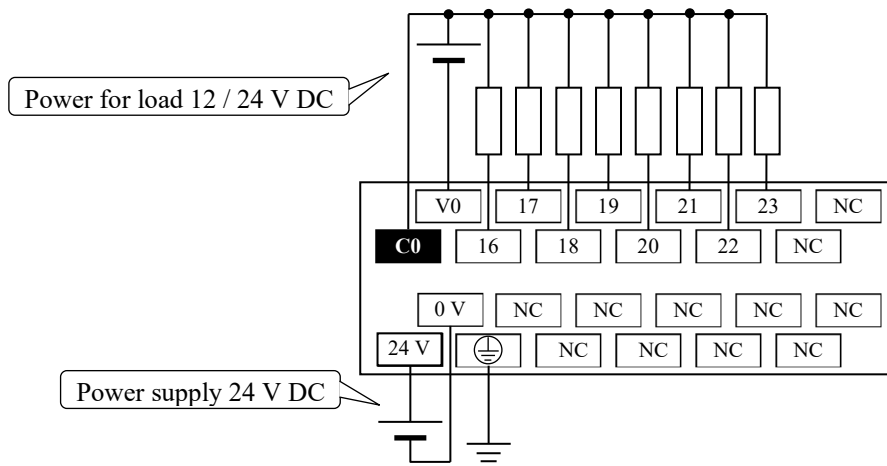 Power for load 12 / 24 V DC
V0 17 19 21 23 NC
C0 16 18 20 22 NC
0 V NC NC NC NC NC
24 V NC NC NC NC
Power supply 24 V DC